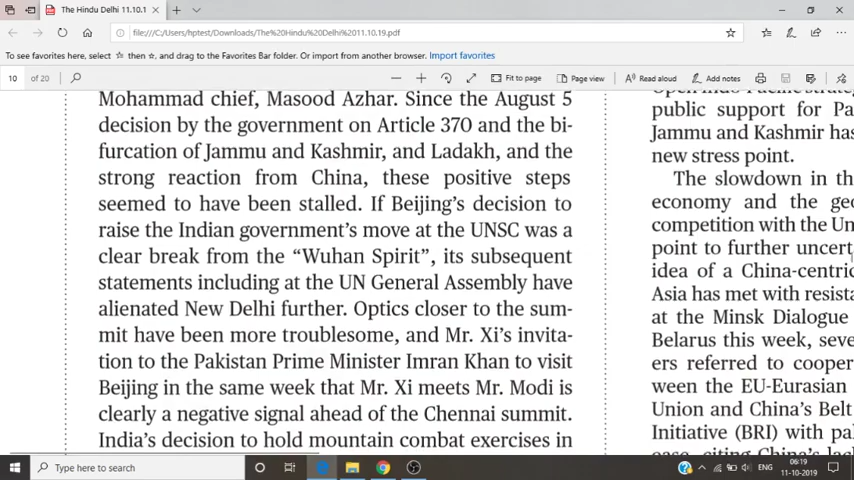 The Hindu Delhi 11.10.1
file:///C:/Users/hptest/Downloads/The%20Hindu%20Delhi%2011.10.19.pdf
To see favorites here, select then , and drag to the Favorites Bar folder. Or import from another browser. Import favorites
10 of 20 Fit to page Page view Read aloud Add notes
Mohammad chief, Masood Azhar. Since the August 5
decision by the government on Article 370 and the bi-
furcation of Jammu and Kashmir, and Ladakh, and the
strong reaction from China, these positive steps
seemed to have been stalled. If Beijing's decision to
raise the Indian government's move at the UNSC was a
clear break from the “Wuhan Spirit”, its subsequent
statements including at the UN General Assembly have
alienated New Delhi further. Optics closer to the sum-
mit have been more troublesome, and Mr. Xi's invita-
tion to the Pakistan Prime Minister Imran Khan to visit
Beijing in the same week that Mr. Xi meets Mr. Modi is
clearly a negative signal ahead of the Chennai summit.
India's decision to hold mountain combat exercises in
public support for Pa
Jammu and Kashmir has
new stress point.
The slowdown in th
economy and the geo
competition with the Un
point to further uncert
idea of a China-centric
Asia has met with resista
at the Minsk Dialogue
Belarus this week, seve
ers referred to cooper
ween the EU-Eurasian
Union and China's Belt
Initiative (BRI) with pal
Type here to search
ENG
06:19
11-10-2019